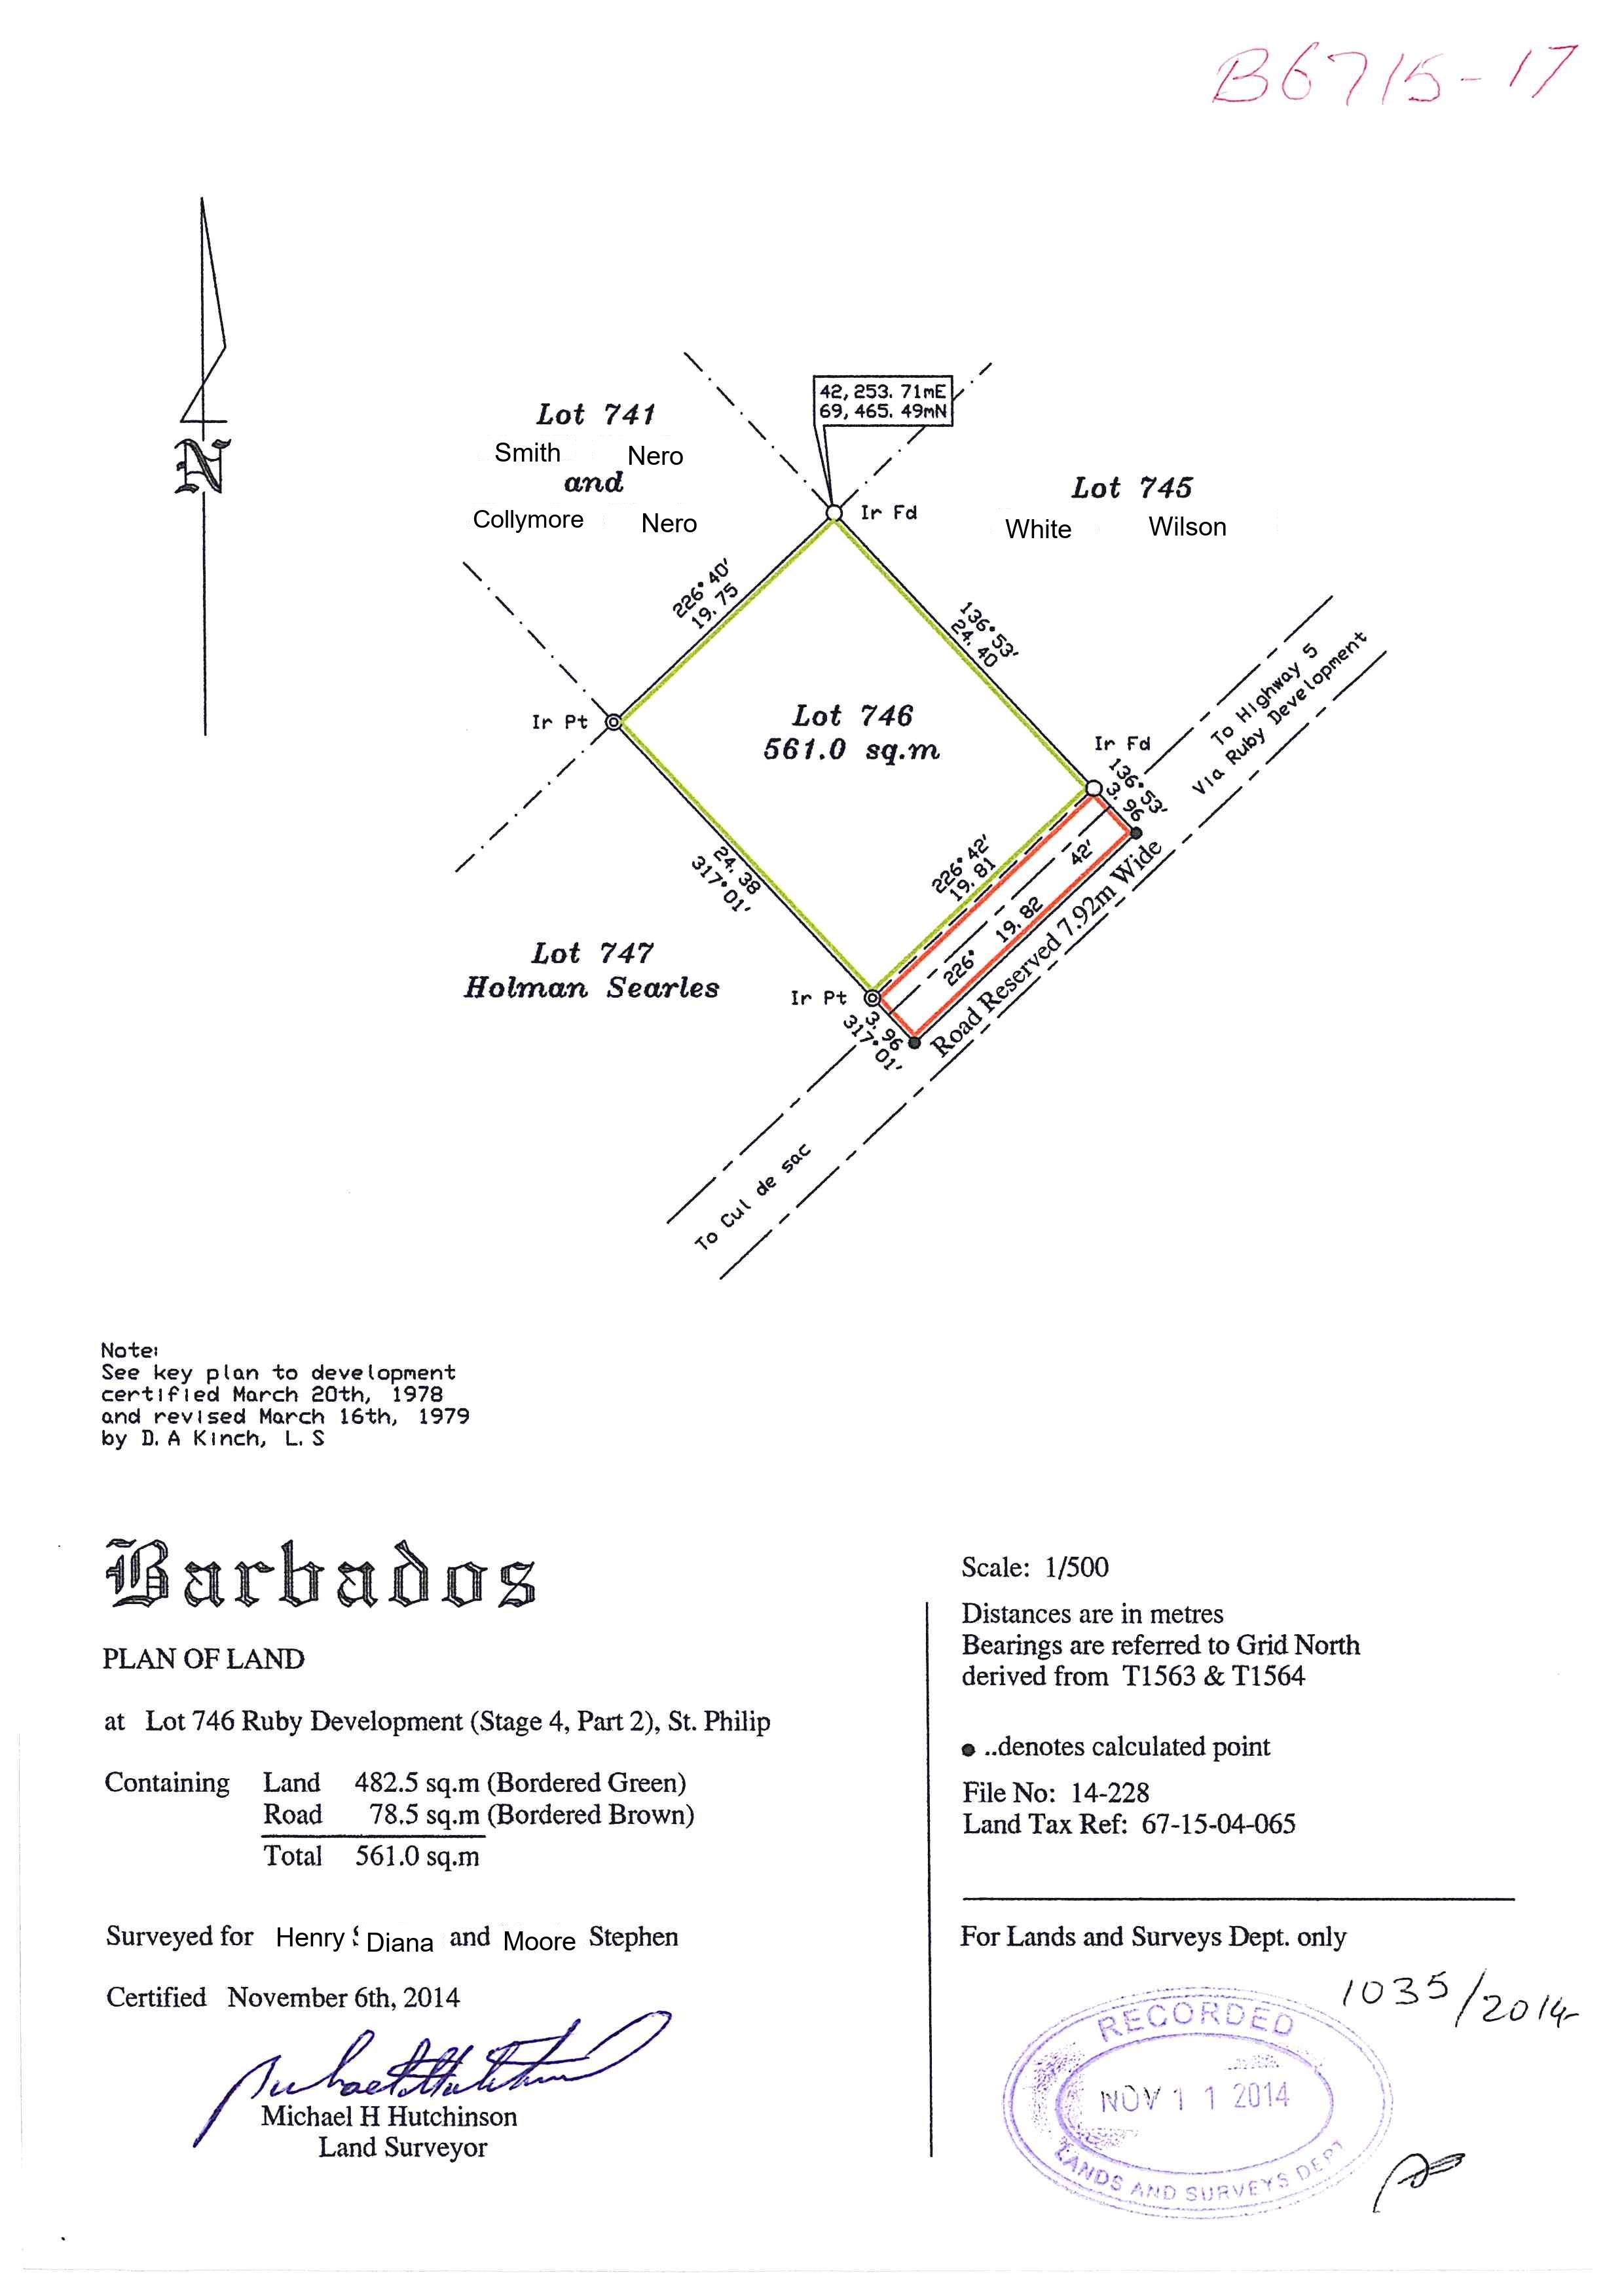 B6715-17
42,253.71mE
69,465.49mN
Lot 741
Smith Nero
and
Collymore Nero
Ir Fd
Lot 745
White Wilson
226°40'
19.75
136°53'
24.40
N
Ir Pt
Lot 746
561.0 sq.m
Ir Fd
136°53'
3.96
To Highway 5
Via Ruby Development
226°42'
19.81
226° 19.82 42'
Road Reserved 7.92m Wide
24.38
317°01'
Lot 747
Holman Searles
Ir Pt
3.96
317°01'
To Cul de sac
Note:
See key plan to development
certified March 20th, 1978
and revised March 16th, 1979
by D.A Kinch, L.S
Barbados
PLAN OF LAND
at Lot 746 Ruby Development (Stage 4, Part 2), St. Philip
Containing Land 482.5 sq.m (Bordered Green)
Road 78.5 sq.m (Bordered Brown)
Total 561.0 sq.m
Surveyed for Henry Diana and Moore Stephen
Certified November 6th, 2014
Michael H Hutchinson
Land Surveyor
Scale: 1/500
Distances are in metres
Bearings are referred to Grid North
derived from T1563 & T1564
● ..denotes calculated point
File No: 14-228
Land Tax Ref: 67-15-04-065
For Lands and Surveys Dept. only
1035/2014
RECORDED
NOV 11 2014
LANDS AND SURVEYS DEPT